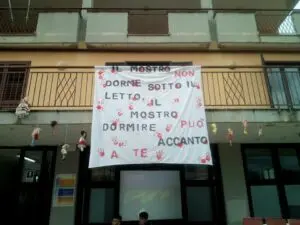 IL MOSTRO NON
DORME SOTTO IL
LETTO, IL
MOSTRO PUÒ
DORMIRE
ACCANTO
A TE